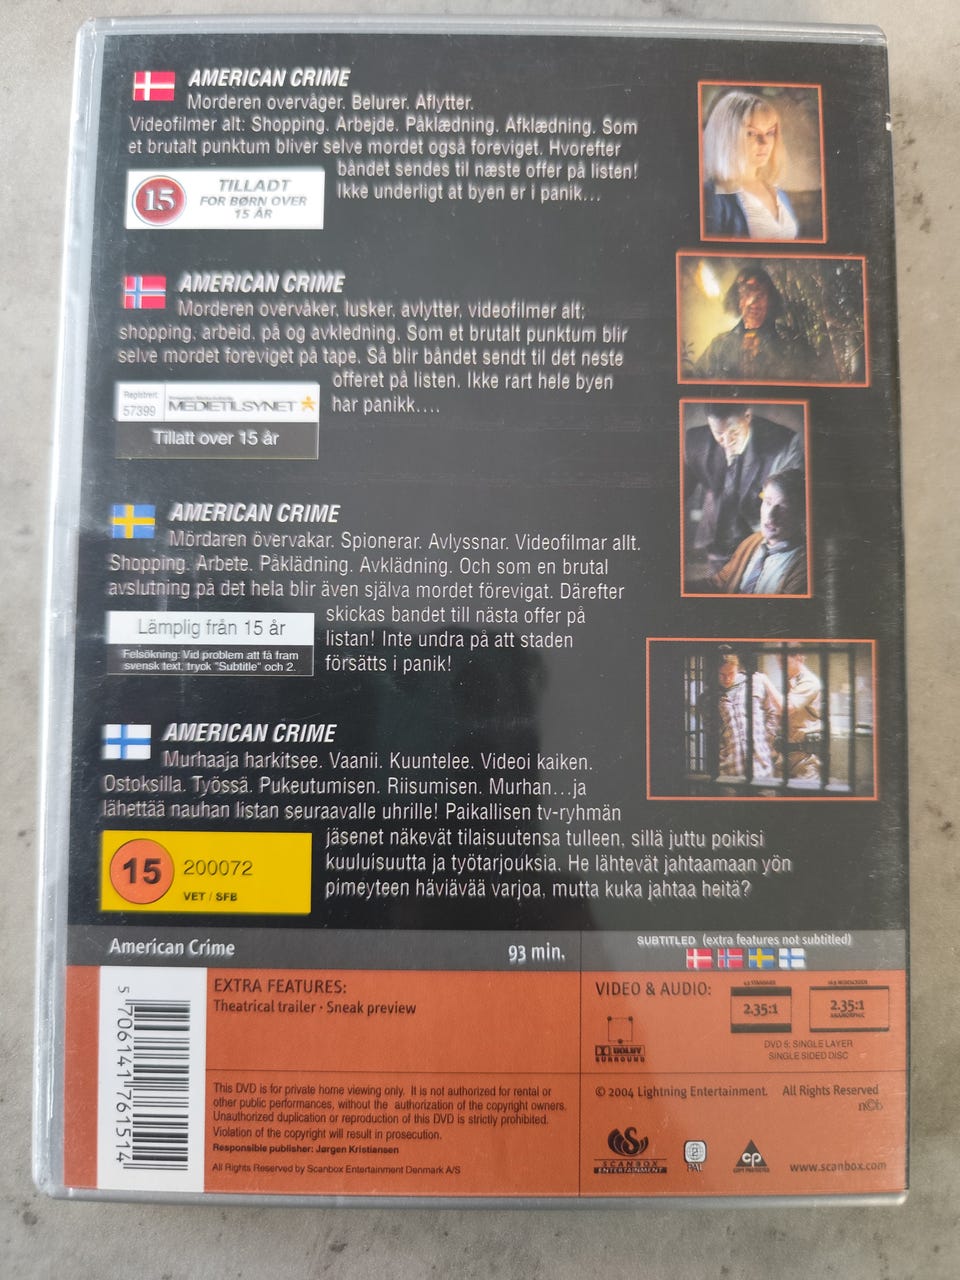 AMERICAN CRIME
Morderen overvåger. Belurer. Aflytter.
Videofilmer alt: Shopping. Arbejde. Påklædning. Afklædning. Som
et brutalt punktum bliver selve mordet også foreviget. Hvorefter
båndet sendes til næste offer på listen!
Ikke underligt at byen er i panik...
15
TILLADT
FOR BØRN OVER
15 ÅR
AMERICAN CRIME
Morderen overvåker, lusker, avlytter, videofilmer alt;
shopping, arbeid, på og avkledning. Som et brutalt punktum blir
selve mordet foreviget på tape. Så blir båndet sendt til det neste
offeret på listen. Ikke rart hele byen
har panikk....
Registrert:
57399
MEDIETILSYNET
Tillatt over 15 år
AMERICAN CRIME
Mördaren övervakar. Spionerar. Avlyssnar. Videofilmar allt.
Shopping. Arbete. Påklädning. Avklädning. Och som en brutal
avslutning på det hela blir även själva mordet förevigat. Därefter
skickas bandet till nästa offer på
listan! Inte undra på att staden
försätts i panik!
Lämplig från 15 år
Felsökning: Vid problem att få fram
svensk text, tryck "Subtitle" och 2.
AMERICAN CRIME
Murhaaja harkitsee. Vaanii. Kuuntelee. Videoi kaiken.
Ostoksilla. Työssä. Pukeutumisen. Riisumisen. Murhan...ja
lähettää nauhan listan seuraavalle uhrille! Paikallisen tv-ryhmän
jäsenet näkevät tilaisuutensa tulleen, sillä juttu poikisi
kuuluisuutta ja työtarjouksia. He lähtevät jahtaamaan yön
pimeyteen häviävää varjoa, mutta kuka jahtaa heitä?
15
200072
VET / SFB
American Crime
93 min.
SUBTITLED (extra features not subtitled)
EXTRA FEATURES:
Theatrical trailer · Sneak preview
VIDEO & AUDIO:
4:3 STANDARD
2.35:1
16:9 WIDESCREEN
2.35:1
ANAMORPHIC
DOLBY
SURROUND
DVD 5: SINGLE LAYER
SINGLE SIDED DISC
5 706141 761514
This DVD is for private home viewing only. It is not authorized for rental or
other public performances, without the authorization of the copyright owners.
Unauthorized duplication or reproduction of this DVD is strictly prohibited.
Violation of the copyright will result in prosecution.
Responsible publisher: Jørgen Kristiansen
All Rights Reserved by Scanbox Entertainment Denmark A/S
© 2004 Lightning Entertainment. All Rights Reserved
n©b
SCANBOX
ENTERTAINMENT
2
PAL
CP
COPY PROTECTED
www.scanbox.com